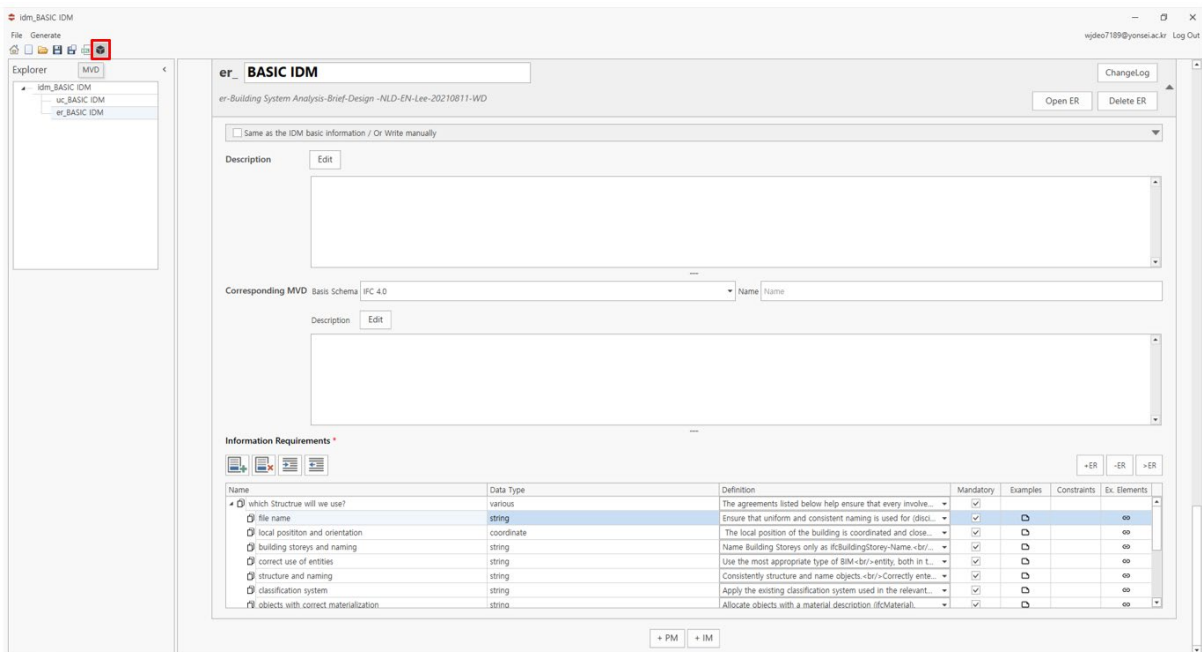 idm_BASIC IDM
File Generate
wjdeo7189@yonsei.ac.kr Log Out
Explorer
MVD
idm_BASIC IDM
uc_BASIC IDM
er_BASIC IDM
er_ BASIC IDM
ChangeLog
er-Building System Analysis-Brief-Design -NLD-EN-Lee-20210811-WD
Open ER Delete ER
Same as the IDM basic information / Or Write manually
Description Edit
Corresponding MVD Basis Schema IFC 4.0 Name Name
Description Edit
Information Requirements *
+ER -ER >ER
Name Data Type Definition Mandatory Examples Constraints Ex. Elements
which Structrue will we use? various The agreements listed below help ensure that every involve...
file name string Ensure that uniform and consistent naming is used for (disci...
local posititon and orientation coordinate The local position of the building is coordinated and close...
building storeys and naming string Name Building Storeys only as ifcBuildingStorey-Name.<br/...
correct use of entities string Use the most appropriate type of BIM<br/>entity, both in t...
structure and naming string Consistently structure and name objects.<br/>Correctly ente...
classification system string Apply the existing classification system used in the relevant...
objects with correct materialization string Allocate objects with a material description (ifcMaterial).
+ PM + IM